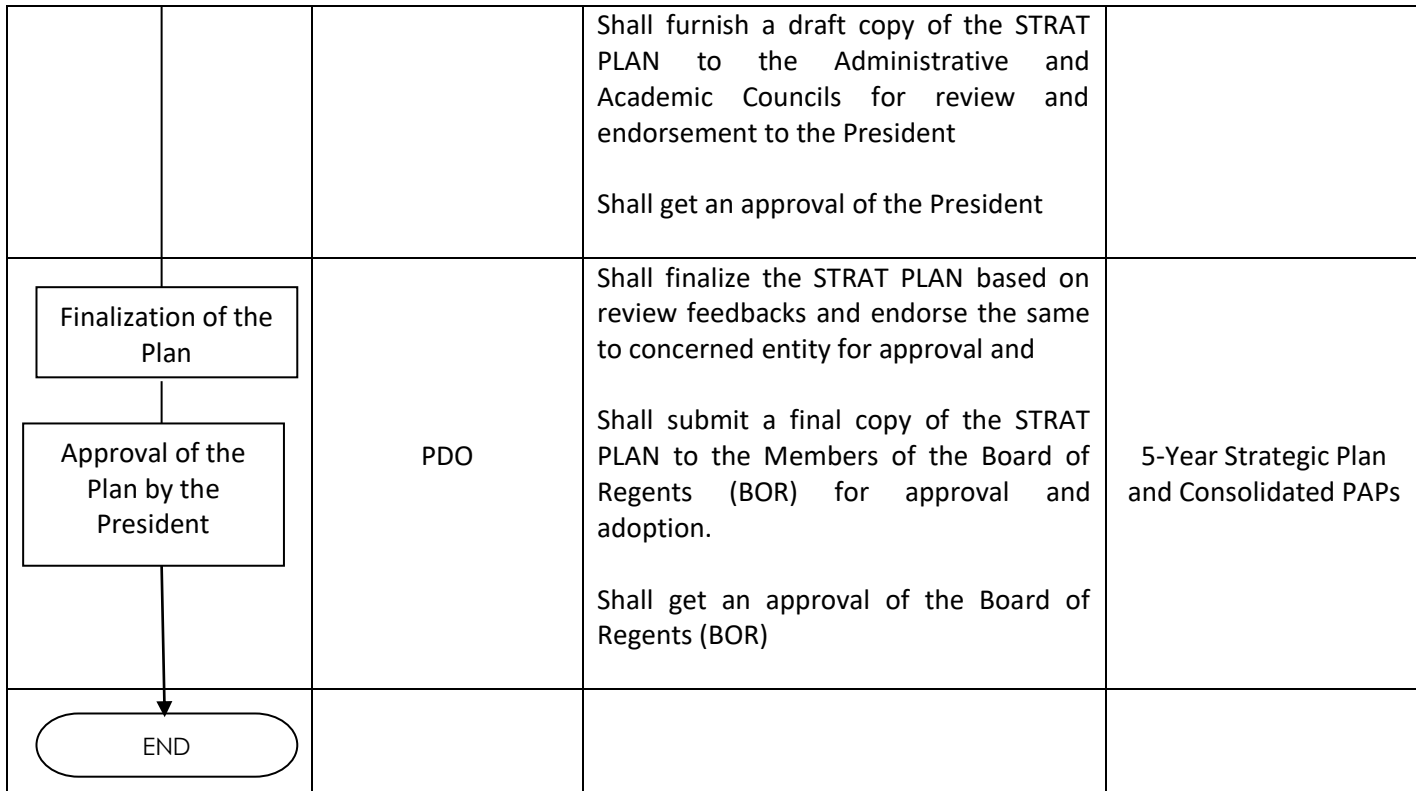 Shall furnish a draft copy of the STRAT
PLAN to the Administrative and
Academic Councils for review and
endorsement to the President
Shall get an approval of the President
Finalization of the
Plan
Approval of the
Plan by the
President
PDO
Shall finalize the STRAT PLAN based on
review feedbacks and endorse the same
to concerned entity for approval and
Shall submit a final copy of the STRAT
PLAN to the Members of the Board of
Regents (BOR) for approval and
adoption.
Shall get an approval of the Board of
Regents (BOR)
5-Year Strategic Plan
and Consolidated PAPs
END